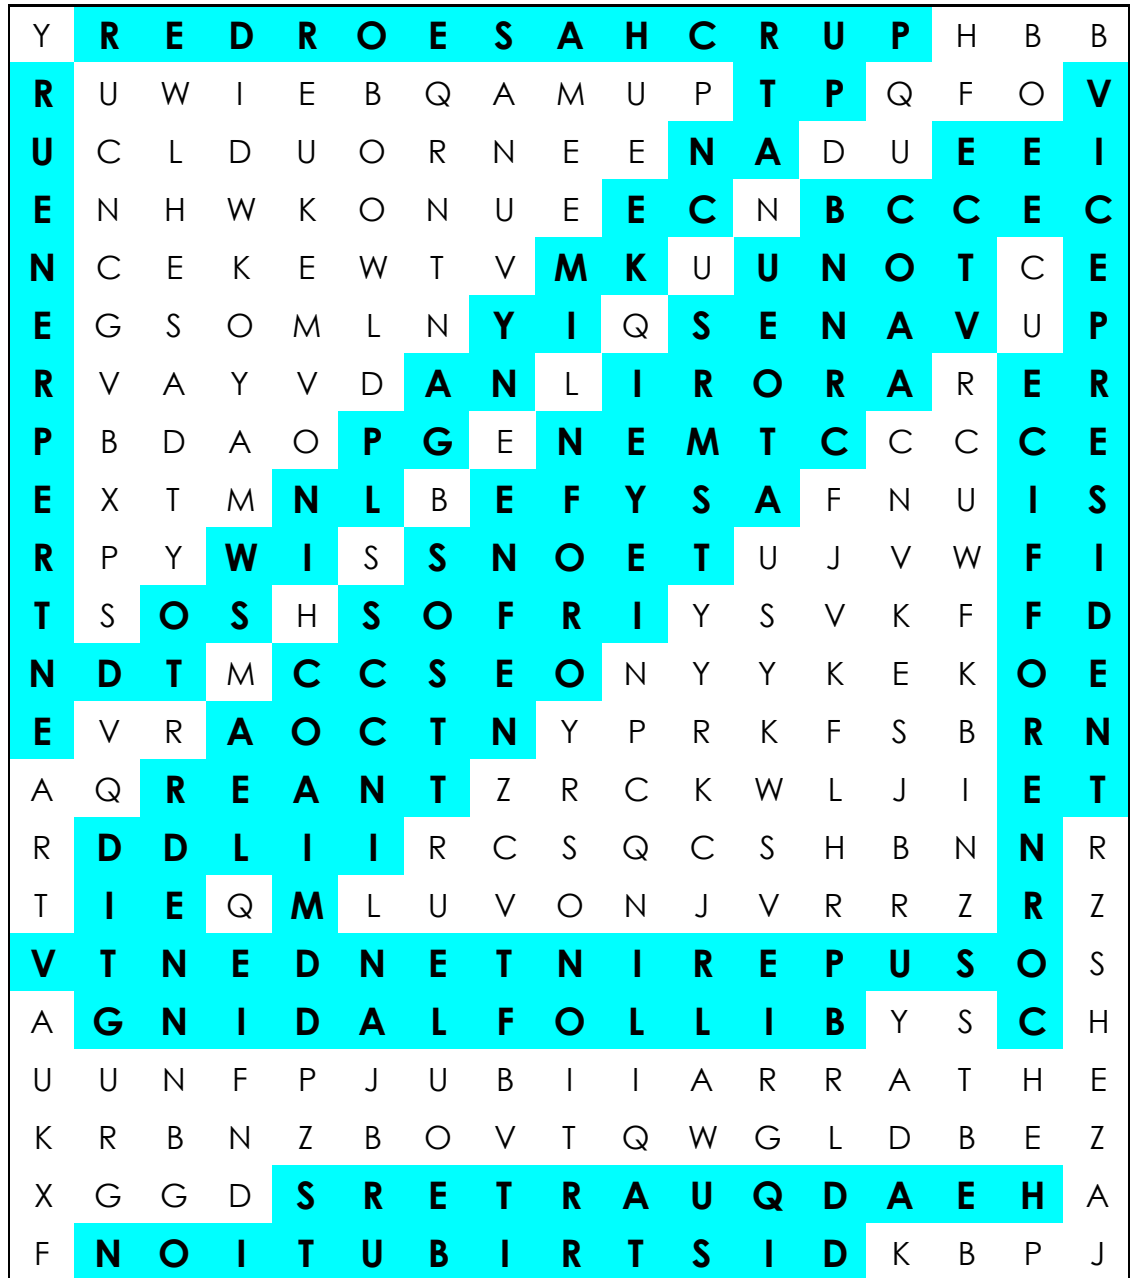 Y R E D R O E S A H C R U P H B B
R U W I E B Q A M U P T P Q F O V
U C L D U O R N E E N A D U E E I
E N H W K O N U E E C N B C C E C
N C E K E W T V M K U U N O T C E
E G S O M L N Y I Q S E N A V U P
R V A Y V D A N L I R O R A R E R
P B D A O P G E N E M T C C C C E
E X T M N L B E F Y S A F N U I S
R P Y W I S S N O E T U J V W F I
T S O S H S O F R I Y S V K F F D
N D T M C C S E O N Y Y K E K O E
E V R A O C T N Y P R K F S B R N
A Q R E A N T Z R C K W L J I E T
R D D L I I R C S Q C S H B N N R
T I E Q M L U V O N J V R R Z R Z
V T N E D N E T N I R E P U S O S
A G N I D A L F O L L I B Y S C H
U U N F P J U B I I A R R A T H E
K R B N Z B O V T Q W G L D B E Z
X G G D S R E T R A U Q D A E H A
F N O I T U B I R T S I D K B P J